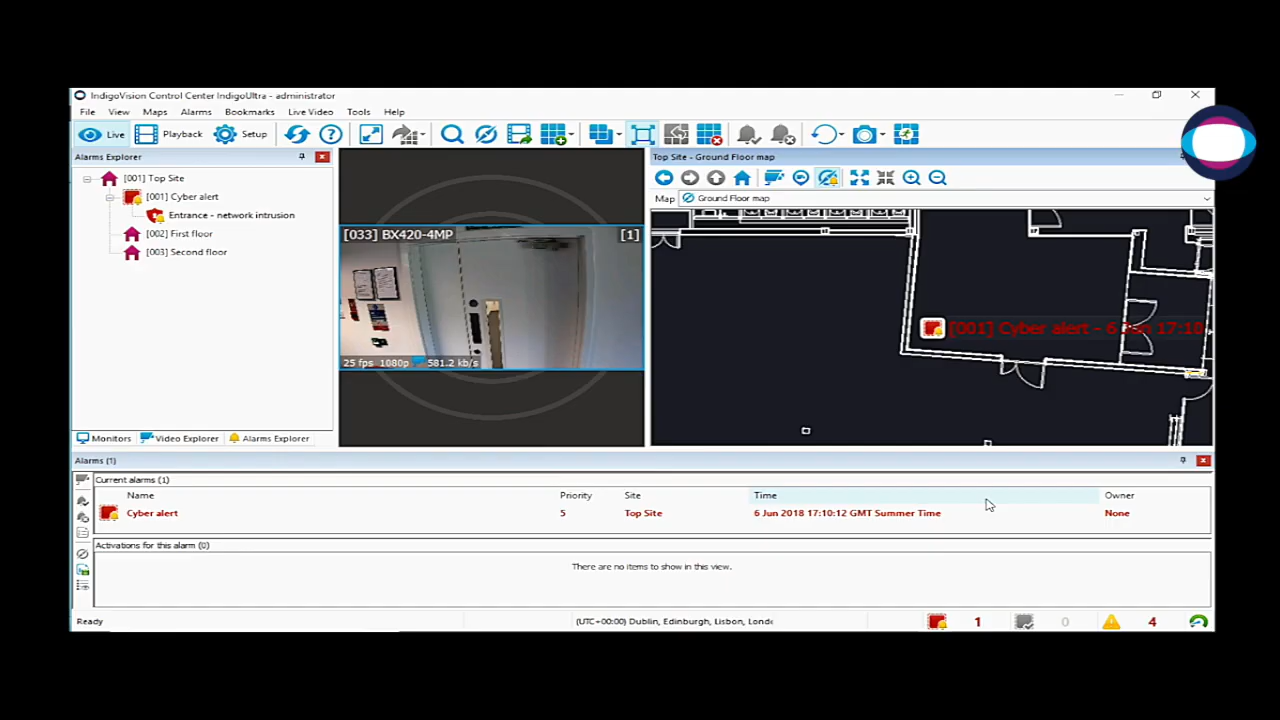 IndigoVision Control Center IndigoUltra - administrator
File View Maps Alarms Bookmarks Live Video Tools Help
Live Playback Setup
Alarms Explorer
[001] Top Site
[001] Cyber alert
Entrance - network intrusion
[002] First floor
[003] Second floor
Monitors Video Explorer Alarms Explorer
[033] BX420-4MP [1]
25 fps 1080p 581.2 kb/s
Top Site - Ground Floor map
Map Ground Floor map
[001] Cyber alert - 6 Jun 17:10
Alarms (1)
Current alarms (1)
Name Priority Site Time Owner
Cyber alert 5 Top Site 6 Jun 2018 17:10:12 GMT Summer Time None
Activations for this alarm (0)
There are no items to show in this view.
Ready (UTC+00:00) Dublin, Edinburgh, Lisbon, Londc 1 0 4